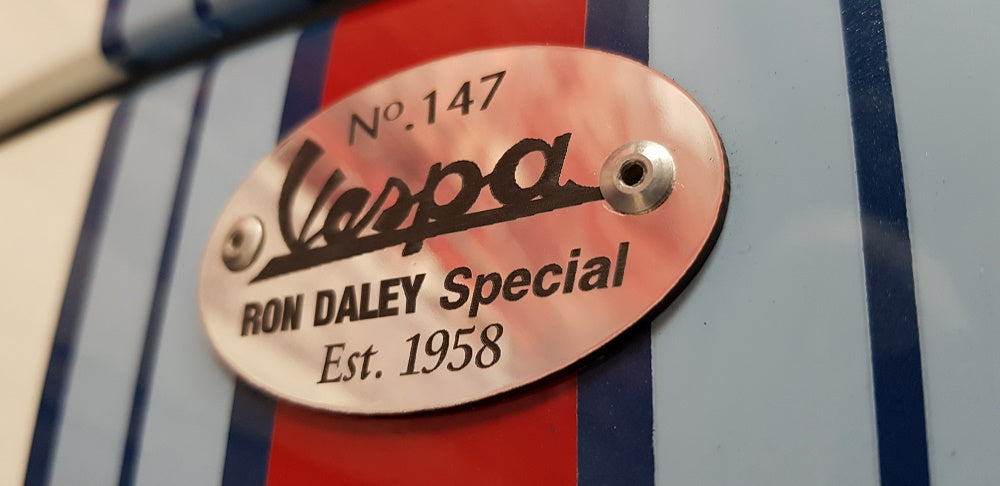 Nº.147
Vespa
RON DALEY Special
Est. 1958